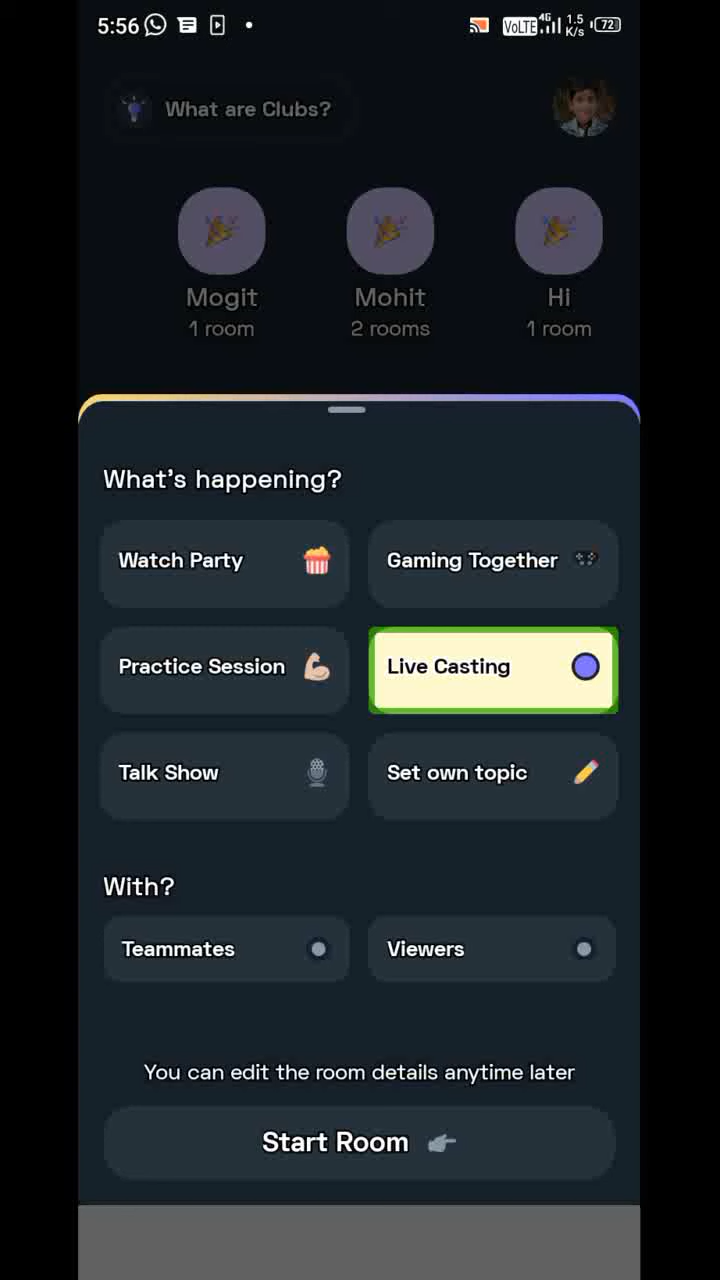 5:56
VoLTE 4G 1.5 K/s 72
What are Clubs?
Mogit Mohit Hi
1 room 2 rooms 1 room
What's happening?
Watch Party Gaming Together
Practice Session Live Casting
Talk Show Set own topic
With?
Teammates Viewers
You can edit the room details anytime later
Start Room